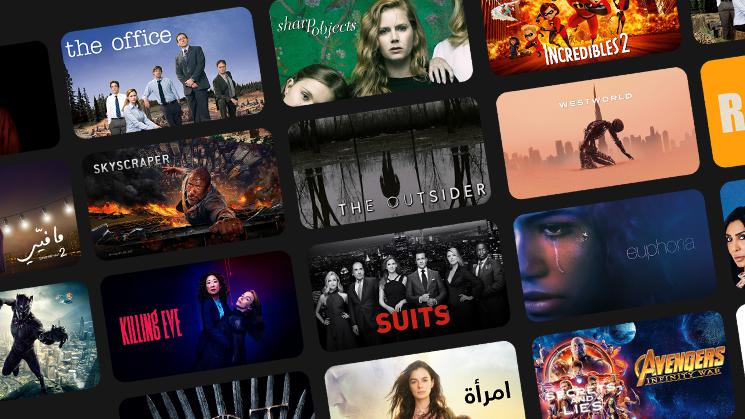 the office
sharp objects
INCREDIBLES 2
SKYSCRAPER
THE OUTSIDER
WESTWORLD
R
مافيي
2
KILLING EVE
SUITS
euphoria
امرأة
AVENGERS
INFINITY WAR
SECRETS
AND
LIES